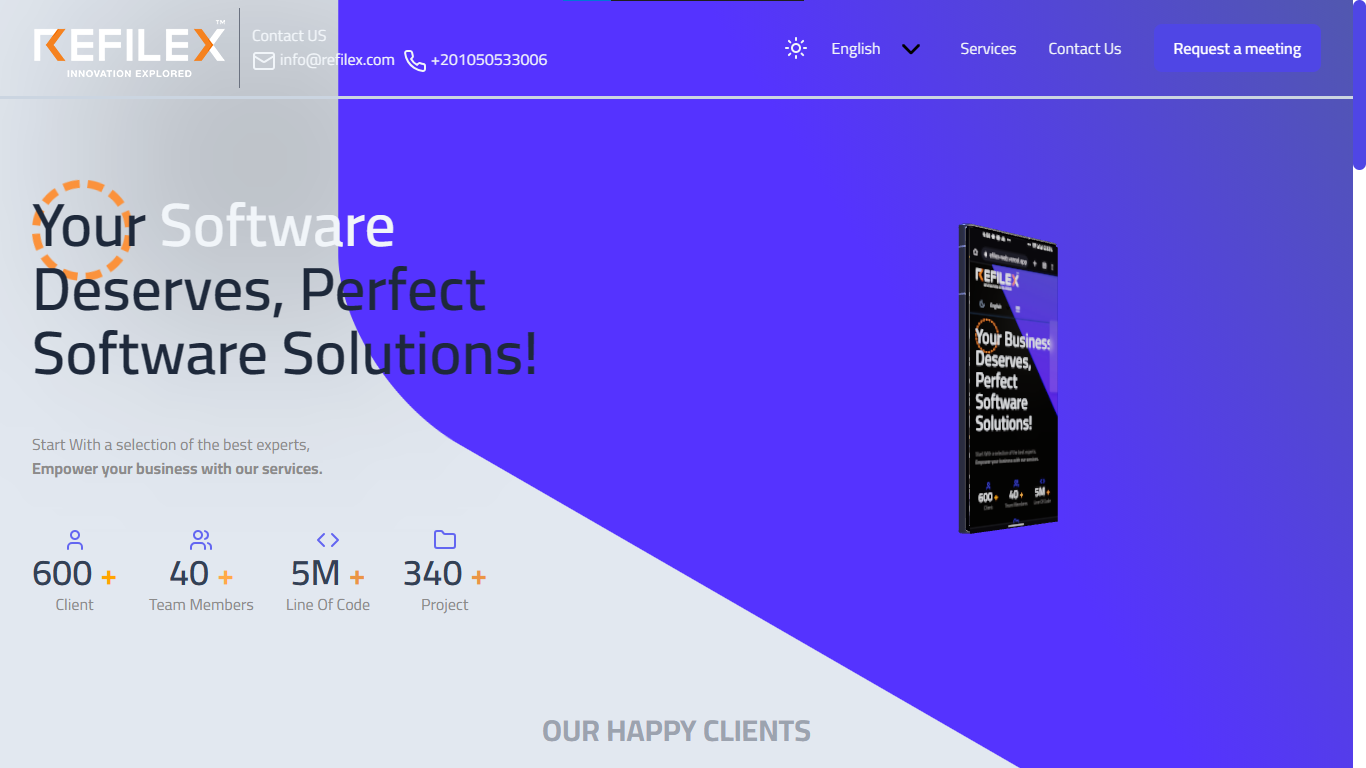 REFILEX™
INNOVATION EXPLORED
Contact US
info@refilex.com
+201050533006
English
Services
Contact Us
Request a meeting
Your Software
Deserves, Perfect
Software Solutions!
Start With a selection of the best experts,
Empower your business with our services.
600 +
Client
40 +
Team Members
5M +
Line Of Code
340 +
Project
REFILEX
English
Your Business
Deserves,
Perfect
Software
Solutions!
Start With a selection of the best experts,
Empower your business with our services.
600 +
Client
40 +
Team Members
5M +
Line Of Code
OUR HAPPY CLIENTS